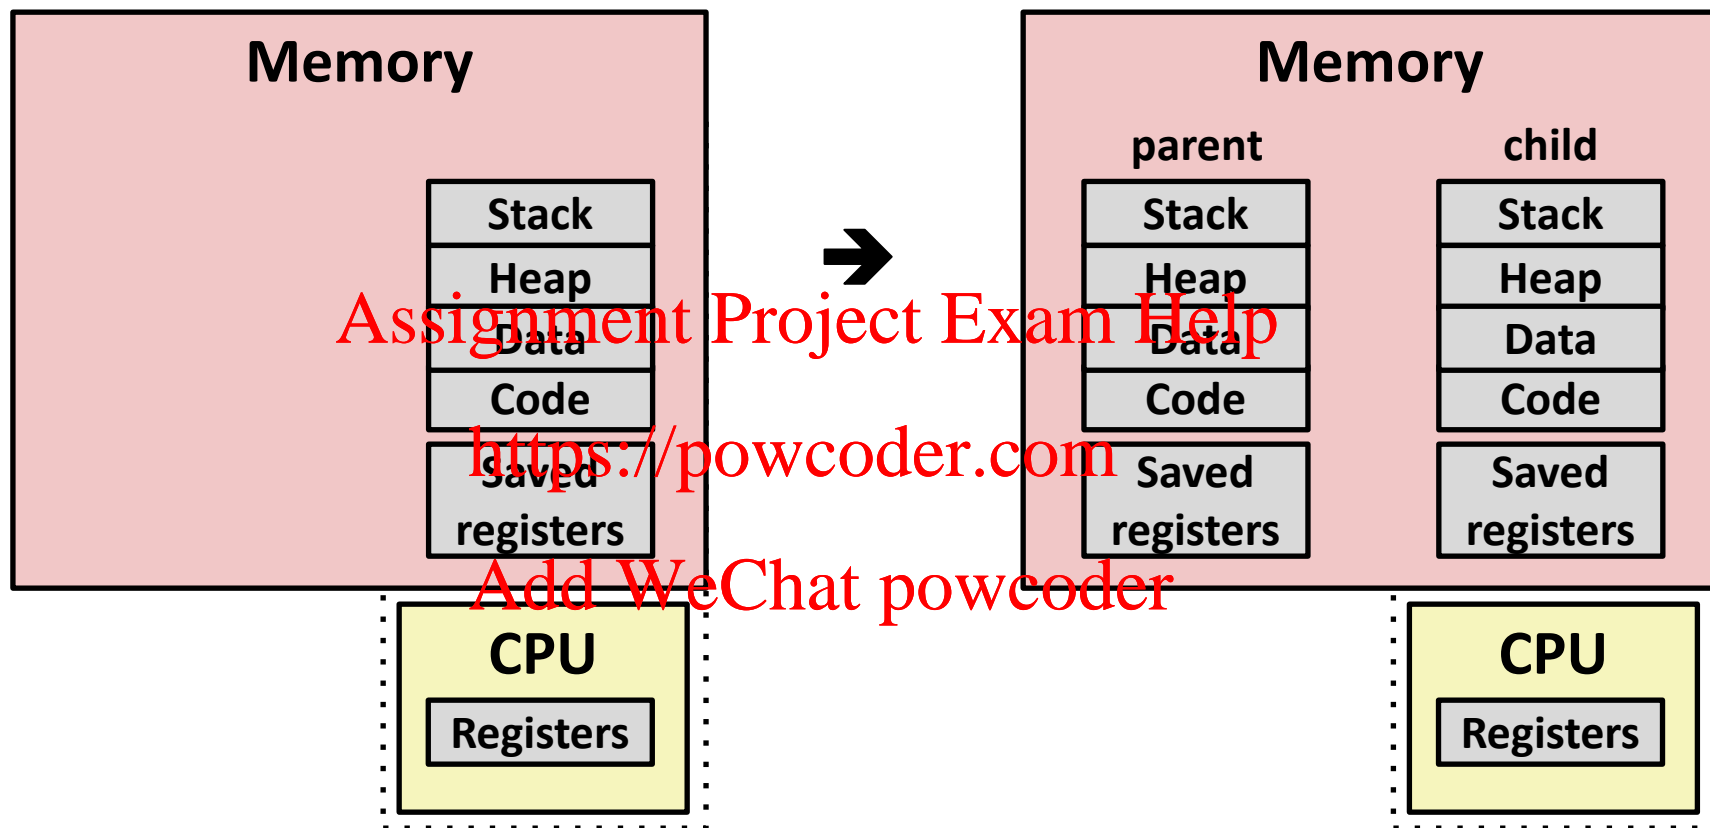 Memory
Stack
Heap
Data
Code
Saved
registers
CPU
Registers
➔
Memory
parent
child
Stack
Stack
Heap
Heap
Data
Data
Code
Code
Saved
registers
Saved
registers
CPU
Registers
Assignment Project Exam Help
https://powcoder.com
Add WeChat powcoder